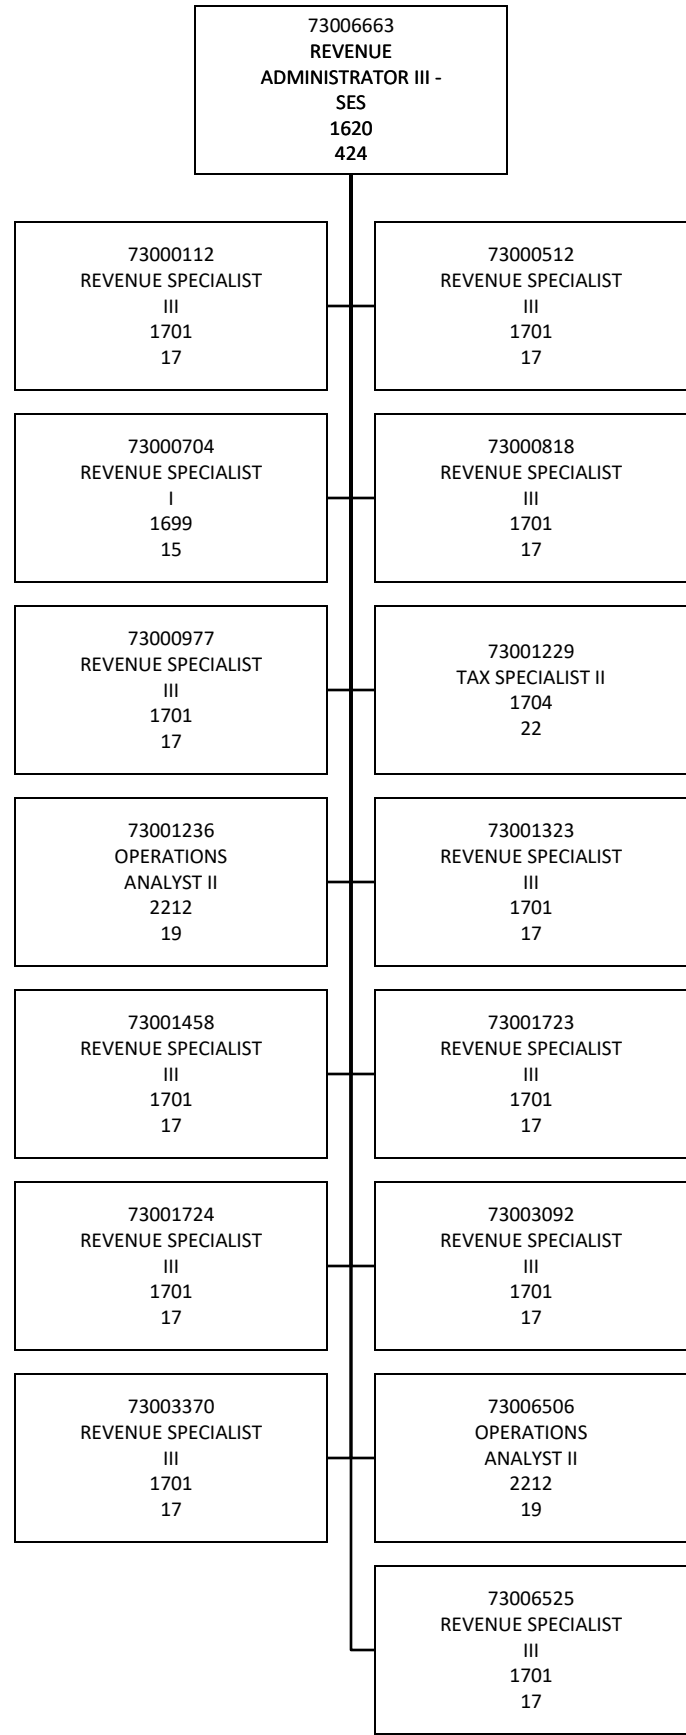 73006663
REVENUE
ADMINISTRATOR III -
SES
1620
424
73000112
REVENUE SPECIALIST
III
1701
17
73000512
REVENUE SPECIALIST
III
1701
17
73000704
REVENUE SPECIALIST
I
1699
15
73000818
REVENUE SPECIALIST
III
1701
17
73000977
REVENUE SPECIALIST
III
1701
17
73001229
TAX SPECIALIST II
1704
22
73001236
OPERATIONS
ANALYST II
2212
19
73001323
REVENUE SPECIALIST
III
1701
17
73001458
REVENUE SPECIALIST
III
1701
17
73001723
REVENUE SPECIALIST
III
1701
17
73001724
REVENUE SPECIALIST
III
1701
17
73003092
REVENUE SPECIALIST
III
1701
17
73003370
REVENUE SPECIALIST
III
1701
17
73006506
OPERATIONS
ANALYST II
2212
19
73006525
REVENUE SPECIALIST
III
1701
17